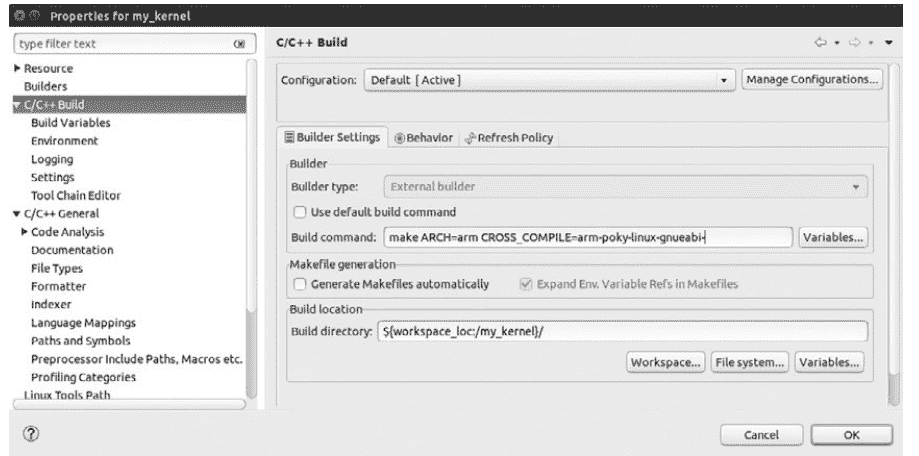 Properties for my_kernel
type filter text
Resource
Builders
C/C++ Build
Build Variables
Environment
Logging
Settings
Tool Chain Editor
C/C++ General
Code Analysis
Documentation
File Types
Formatter
Indexer
Language Mappings
Paths and Symbols
Preprocessor Include Paths, Macros etc.
Profiling Categories
Linux Tools Path
C/C++ Build
Configuration: Default [Active] Manage Configurations...
Builder Settings Behavior Refresh Policy
Builder
Builder type: External builder
Use default build command
Build command: make ARCH=arm CROSS_COMPILE=arm-poky-linux-gnueabi- Variables...
Makefile generation
Generate Makefiles automatically Expand Env. Variable Refs in Makefiles
Build location
Build directory: ${workspace_loc:/my_kernel}/
Workspace... File system... Variables...
? Cancel OK